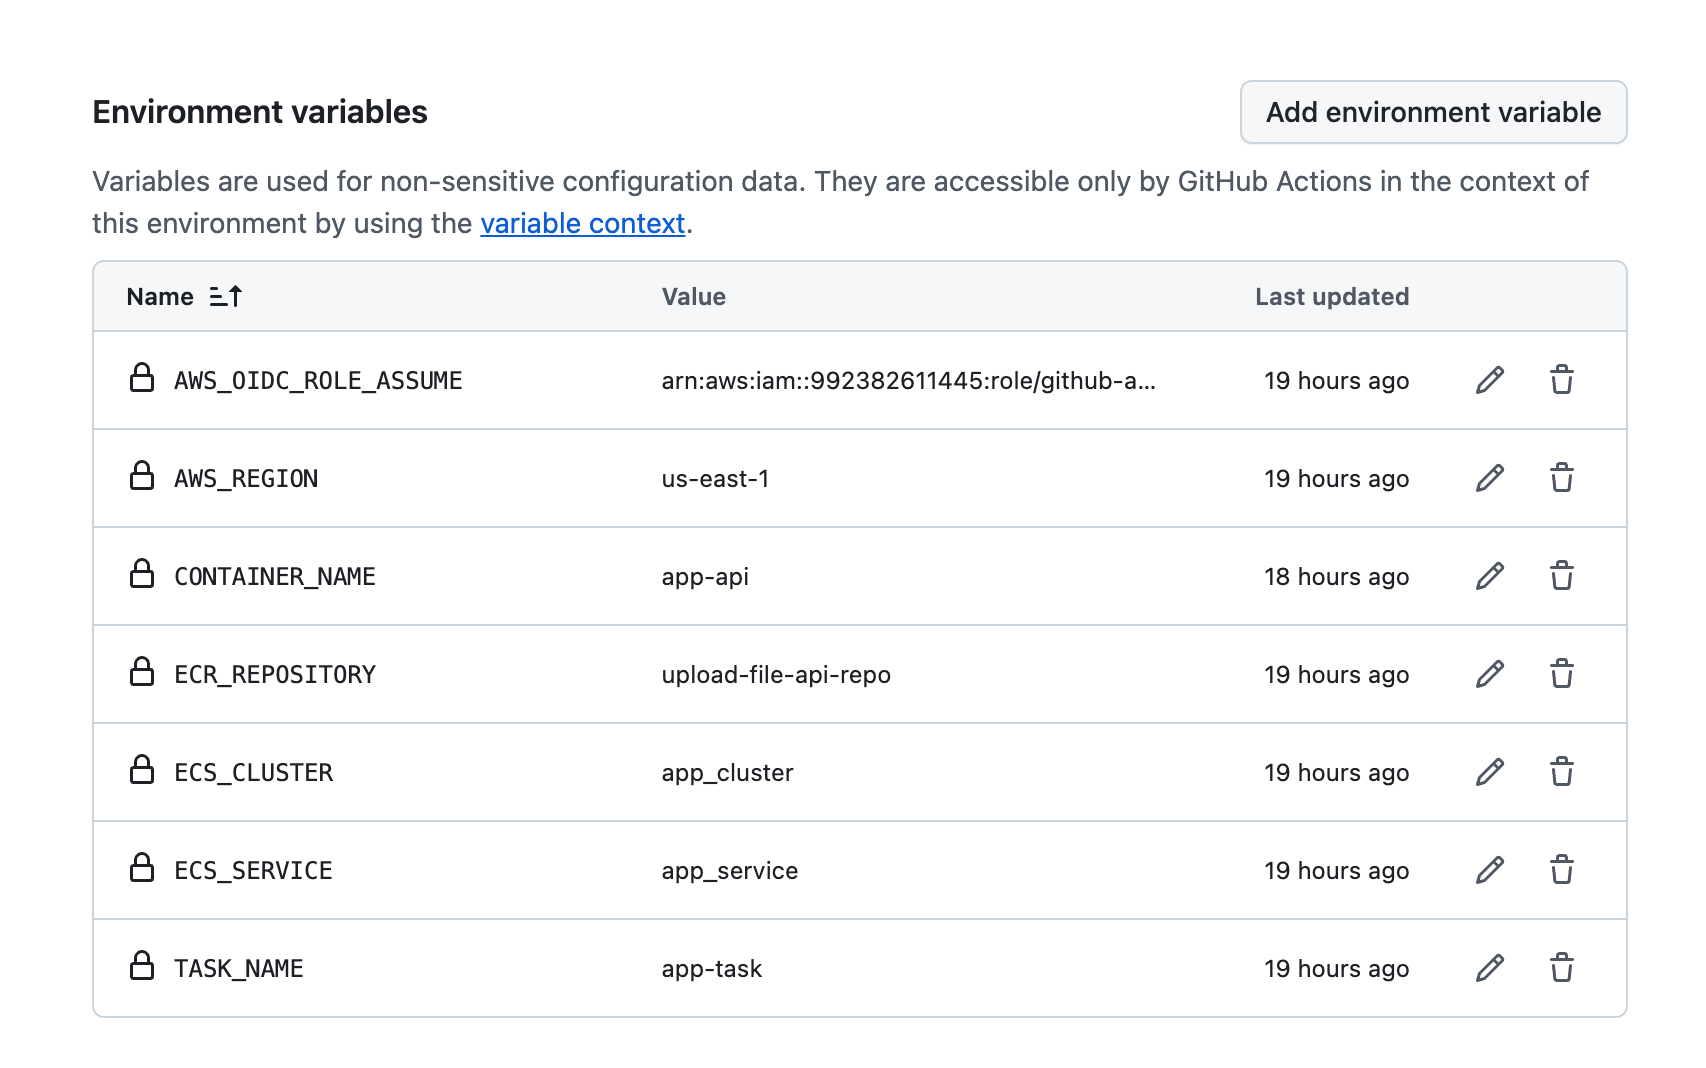 Environment variables
Add environment variable
Variables are used for non-sensitive configuration data. They are accessible only by GitHub Actions in the context of
this environment by using the variable context.
Name Value Last updated
AWS_OIDC_ROLE_ASSUME arn:aws:iam::992382611445:role/github-a... 19 hours ago
AWS_REGION us-east-1 19 hours ago
CONTAINER_NAME app-api 18 hours ago
ECR_REPOSITORY upload-file-api-repo 19 hours ago
ECS_CLUSTER app_cluster 19 hours ago
ECS_SERVICE app_service 19 hours ago
TASK_NAME app-task 19 hours ago